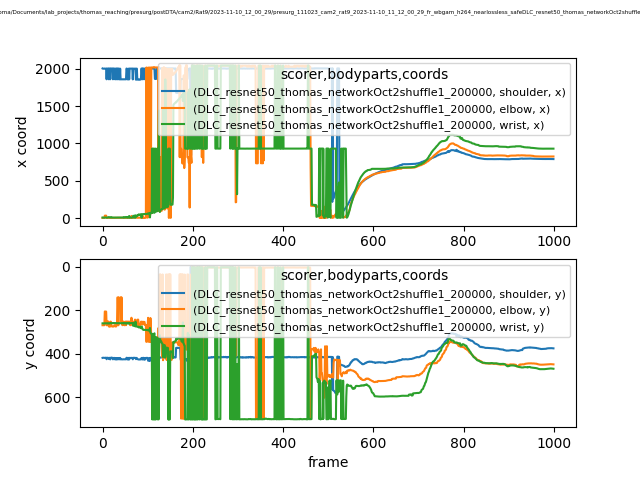 oma/Documents/lab_projects/thomas_reaching/presurg/postDTA/cam2/Rat9/2023-11-10_12_00_29/presurg_111023_cam2_rat9_2023-11-10_11_12_00_29_fr_wbgam_h264_nearlossless_safeDLC_resnet50_thomas_networkOct2shuffle
scorer,bodyparts,coords
(DLC_resnet50_thomas_networkOct2shuffle1_200000, shoulder, x)
(DLC_resnet50_thomas_networkOct2shuffle1_200000, elbow, x)
(DLC_resnet50_thomas_networkOct2shuffle1_200000, wrist, x)
x coord
2000
1500
1000
500
0
0 200 400 600 800 1000
scorer,bodyparts,coords
(DLC_resnet50_thomas_networkOct2shuffle1_200000, shoulder, y)
(DLC_resnet50_thomas_networkOct2shuffle1_200000, elbow, y)
(DLC_resnet50_thomas_networkOct2shuffle1_200000, wrist, y)
y coord
0
200
400
600
0 200 400 600 800 1000
frame